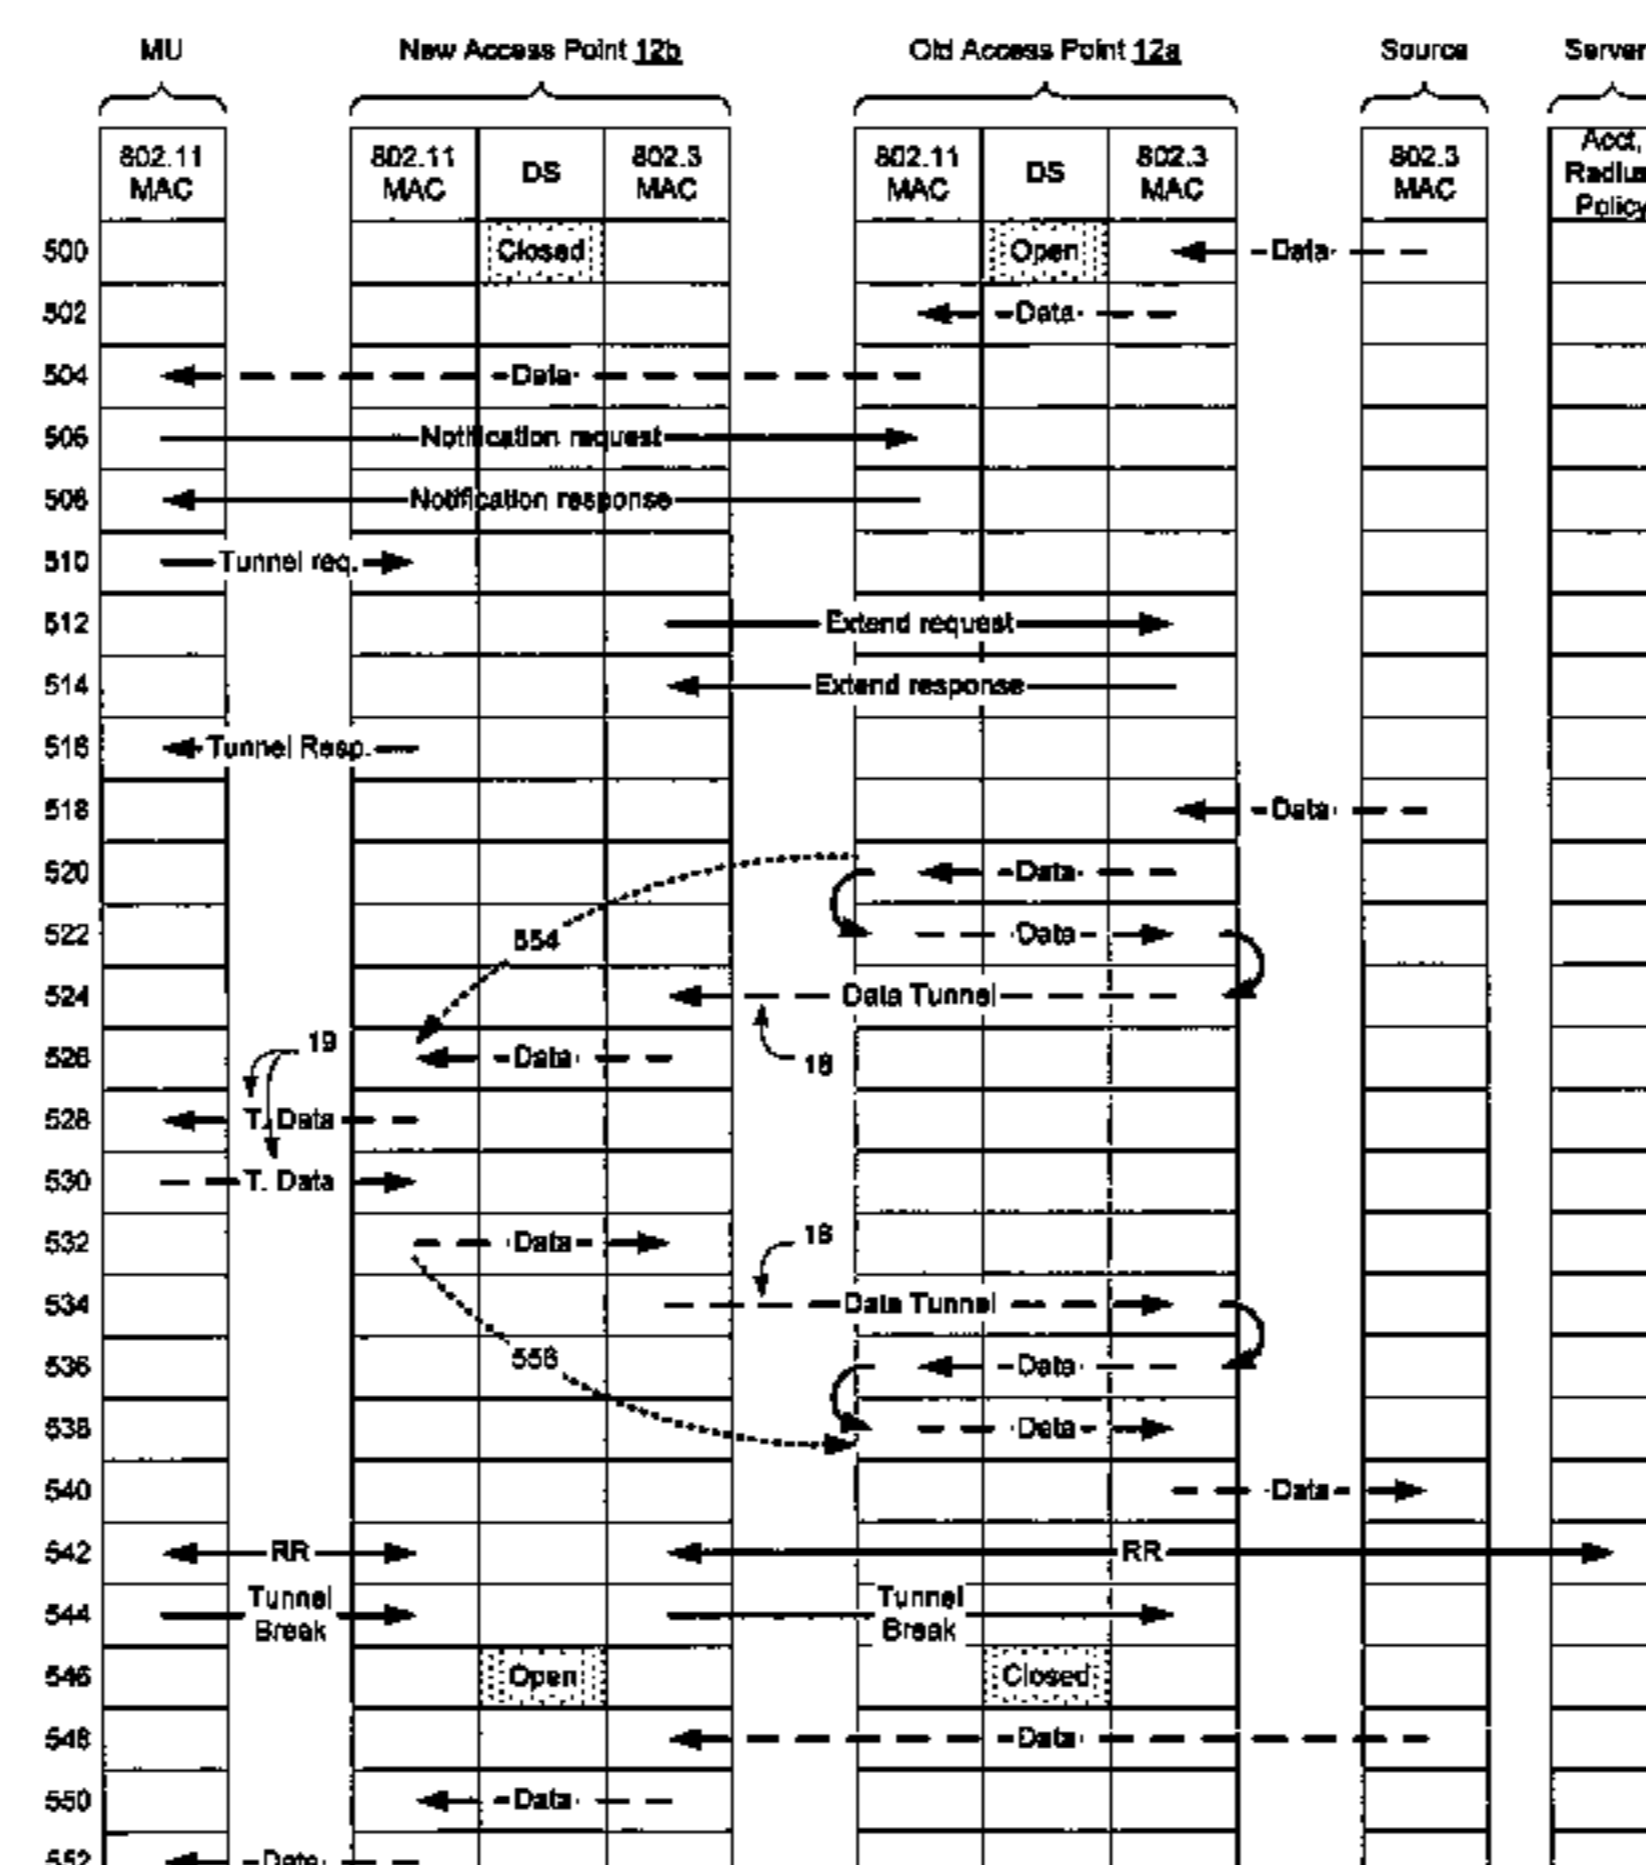 MU New Access Point 12b Old Access Point 12a Source Server
802.11 MAC 802.11 MAC DS 802.3 MAC 802.11 MAC DS 802.3 MAC 802.3 MAC Acct, Radius Policy
500 Closed Open Data
502 Data
504 Data
506 Notification request
508 Notification response
510 Tunnel req.
512 Extend request
514 Extend response
516 Tunnel Resp.
518 Data
520 Data
554
522 Data
524 Data Tunnel
19
526 Data 18
528 T. Data
530 T. Data
532 Data 18
534 Data Tunnel
556
536 Data
538 Data
540 Data
542 RR RR
544 Tunnel Break Tunnel Break
546 Open Closed
548 Data
550 Data
552 Data